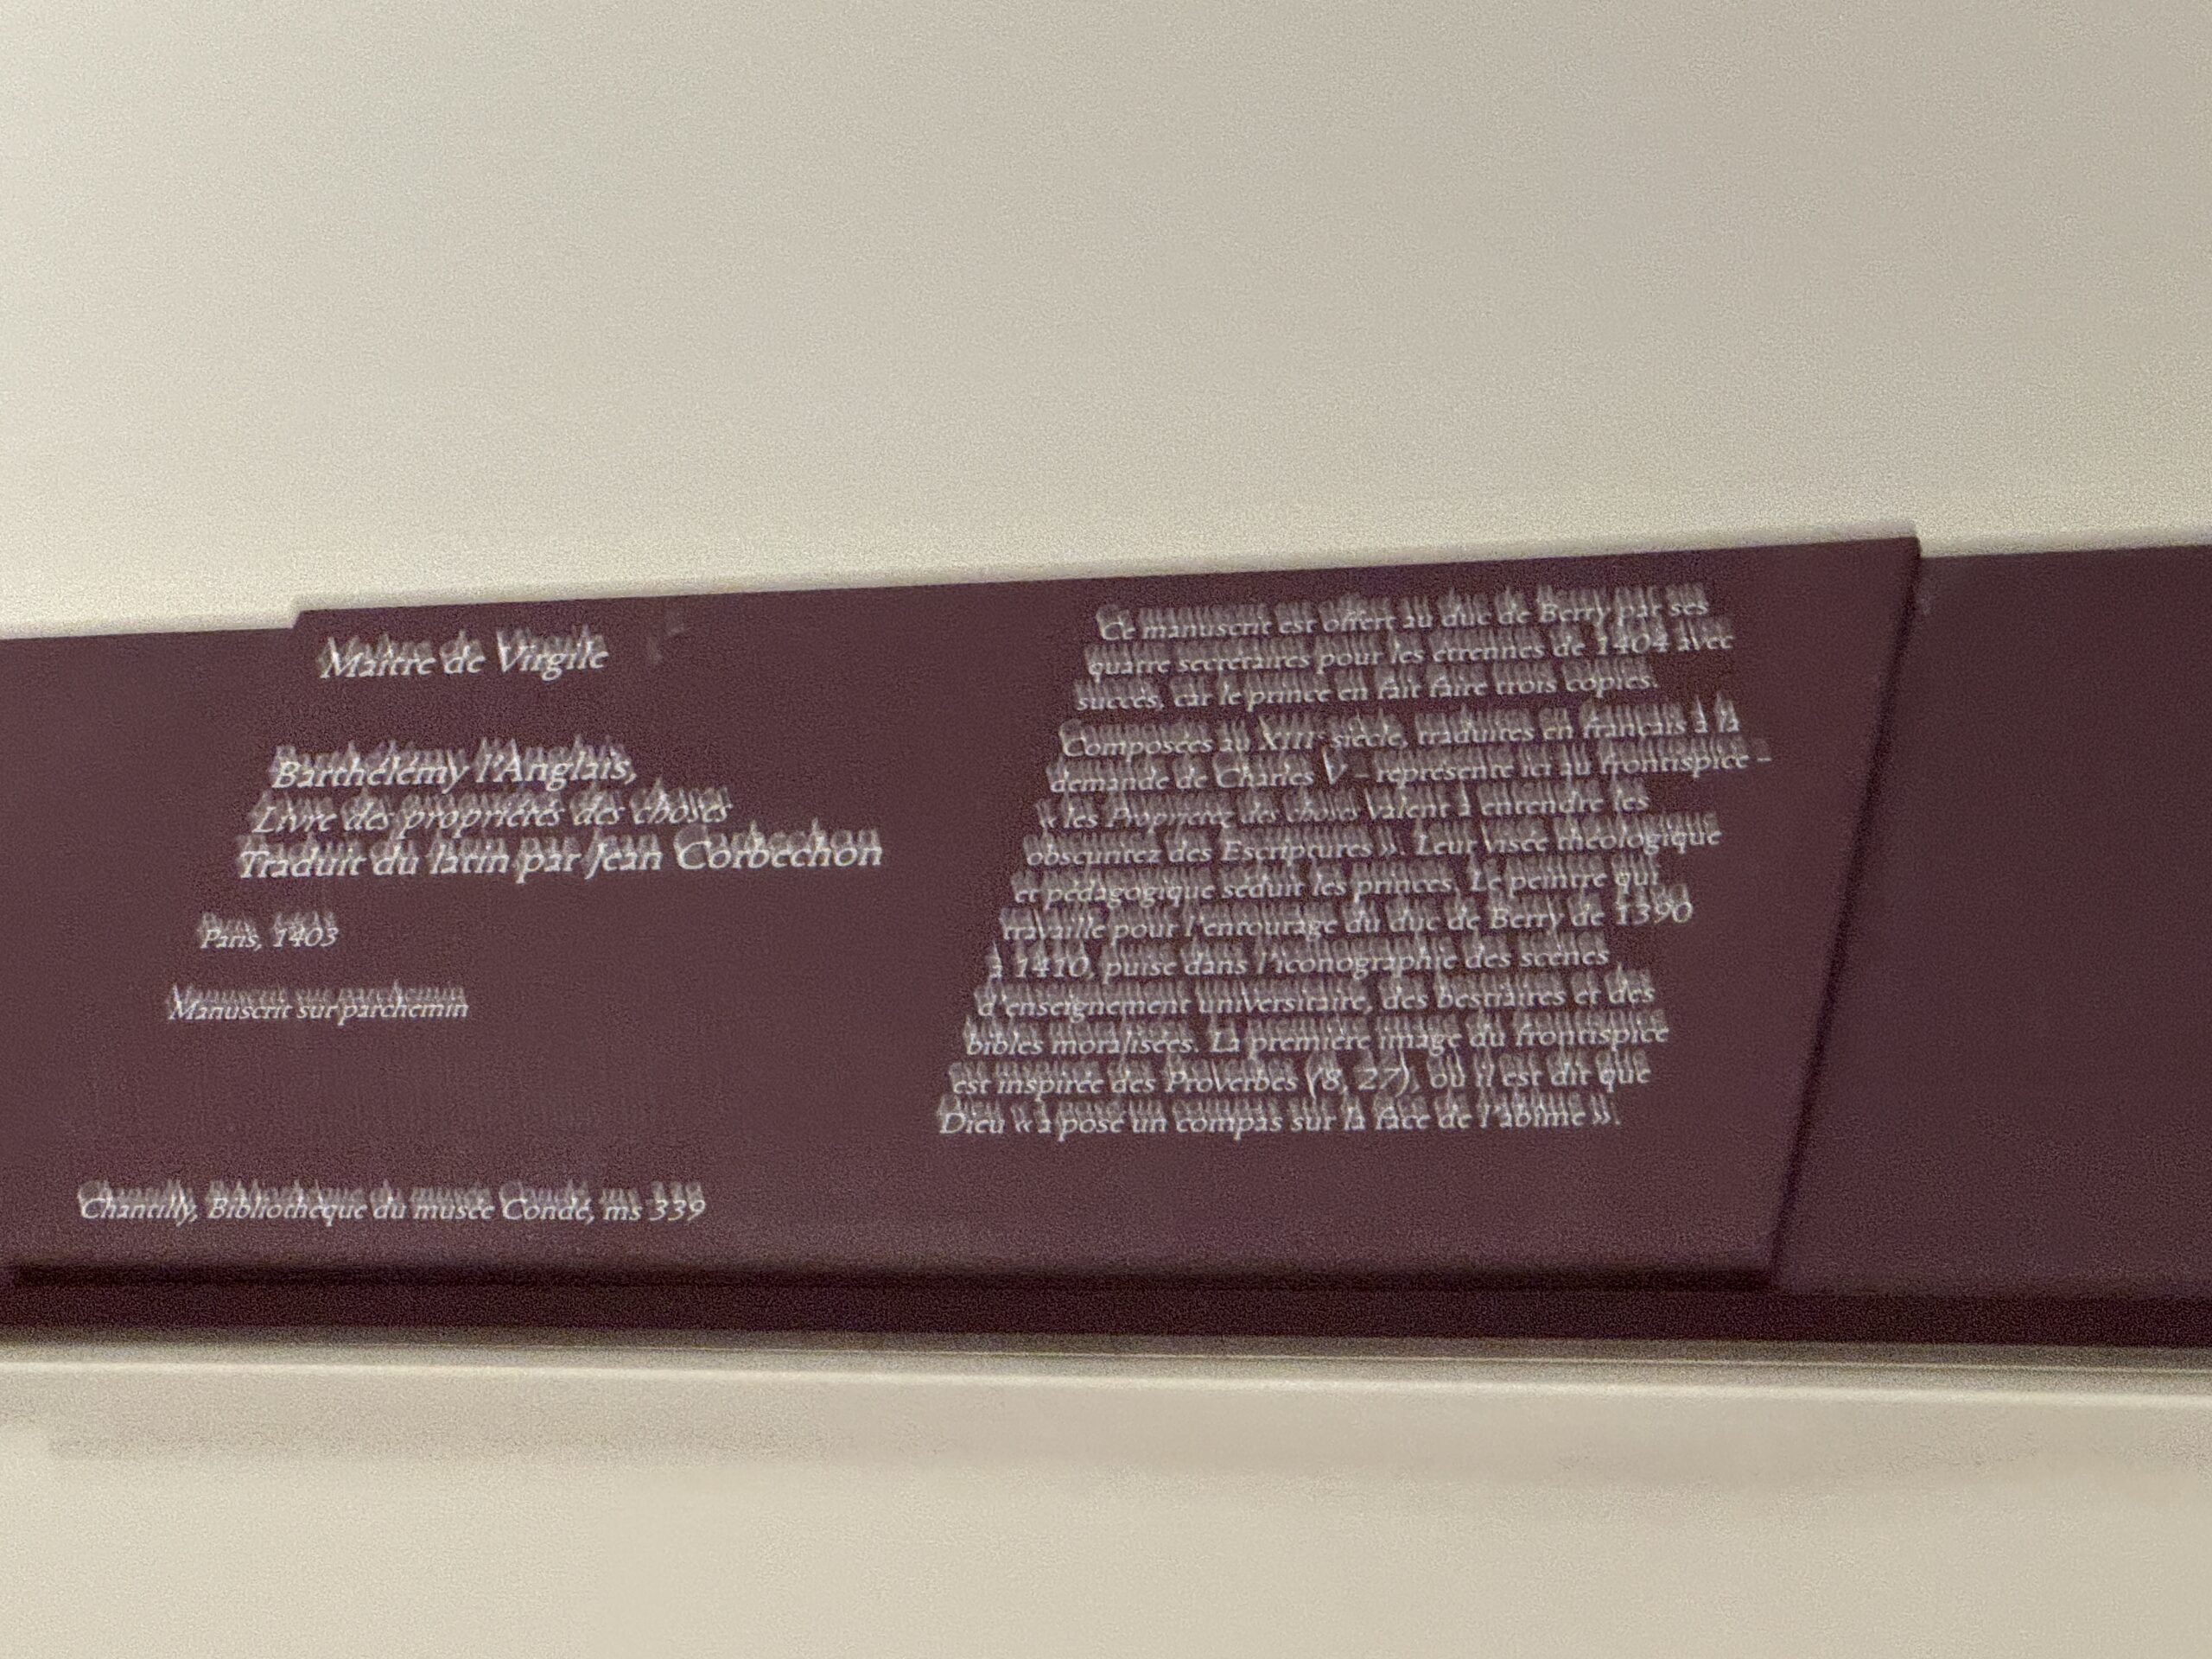 Maître de Virgile
Barthélémy l'Anglais,
Livre des propriétés des choses
Traduit du latin par Jean Corbechon
Paris, 1403
Manuscrit sur parchemin
Chantilly, Bibliothèque du musée Condé, ms 339
Ce manuscrit est offert au duc de Berry par ses
quatre secrétaires pour les étrennes de 1404 avec
succès, car le prince en fait faire trois copies.
Composées au XIIIe siècle, traduites en français à la
demande de Charles V – représenté ici au frontispice –
« les Proprietez des choses valent à entendre les
obscuritez des Escriptures ». Leur visée théologique
et pédagogique séduit les princes. Le peintre qui
travaille pour l'entourage du duc de Berry de 1390
à 1410, puise dans l'iconographie des scènes
d'enseignement universitaire, des bestiaires et des
bibles moralisées. La première image du frontispice
est inspirée des Proverbes (8, 27), où il est dit que
Dieu « a posé un compas sur la face de l'abîme ».